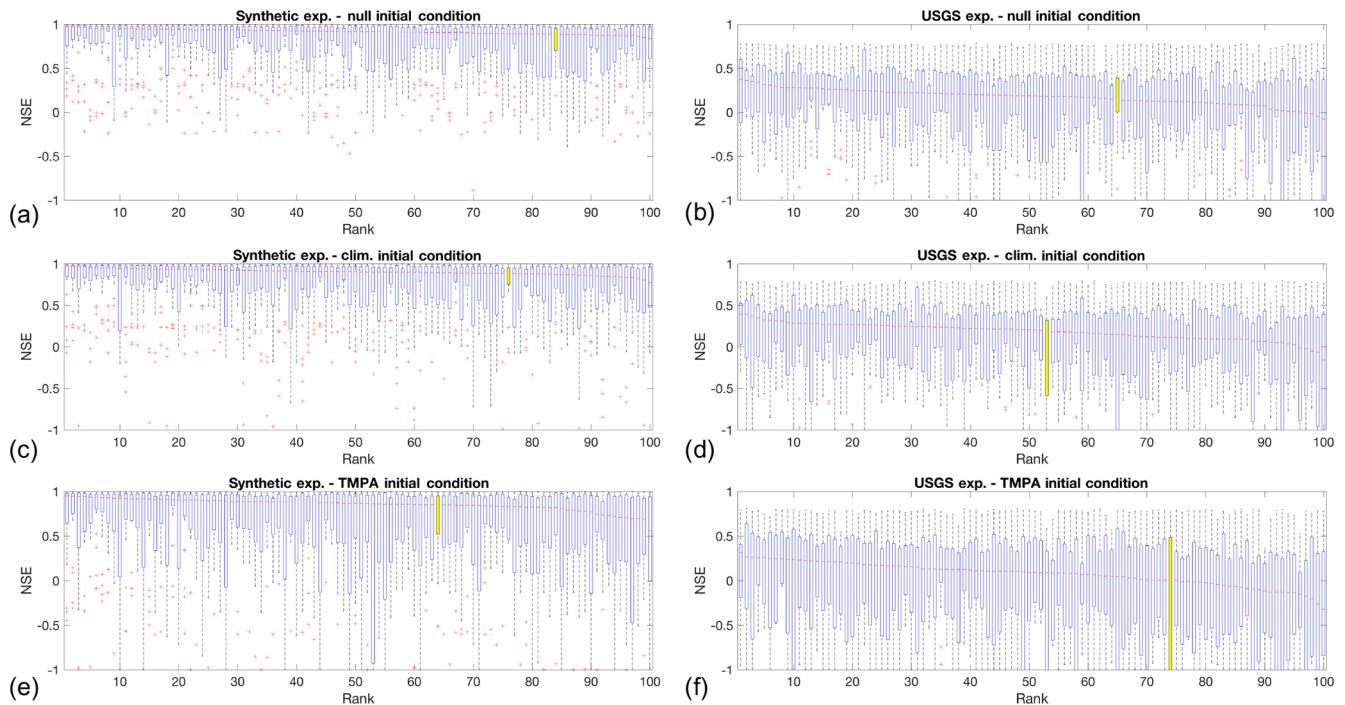 Synthetic exp. - null initial condition
1
0.5
0
-0.5
-1
NSE
10 20 30 40 50 60 70 80 90 100
Rank
(a)
USGS exp. - null initial condition
1
0.5
0
-0.5
-1
NSE
10 20 30 40 50 60 70 80 90 100
Rank
(b)
Synthetic exp. - clim. initial condition
1
0.5
0
-0.5
-1
NSE
10 20 30 40 50 60 70 80 90 100
Rank
(c)
USGS exp. - clim. initial condition
1
0.5
0
-0.5
-1
NSE
10 20 30 40 50 60 70 80 90 100
Rank
(d)
Synthetic exp. - TMPA initial condition
1
0.5
0
-0.5
-1
NSE
10 20 30 40 50 60 70 80 90 100
Rank
(e)
USGS exp. - TMPA initial condition
1
0.5
0
-0.5
-1
NSE
10 20 30 40 50 60 70 80 90 100
Rank
(f)